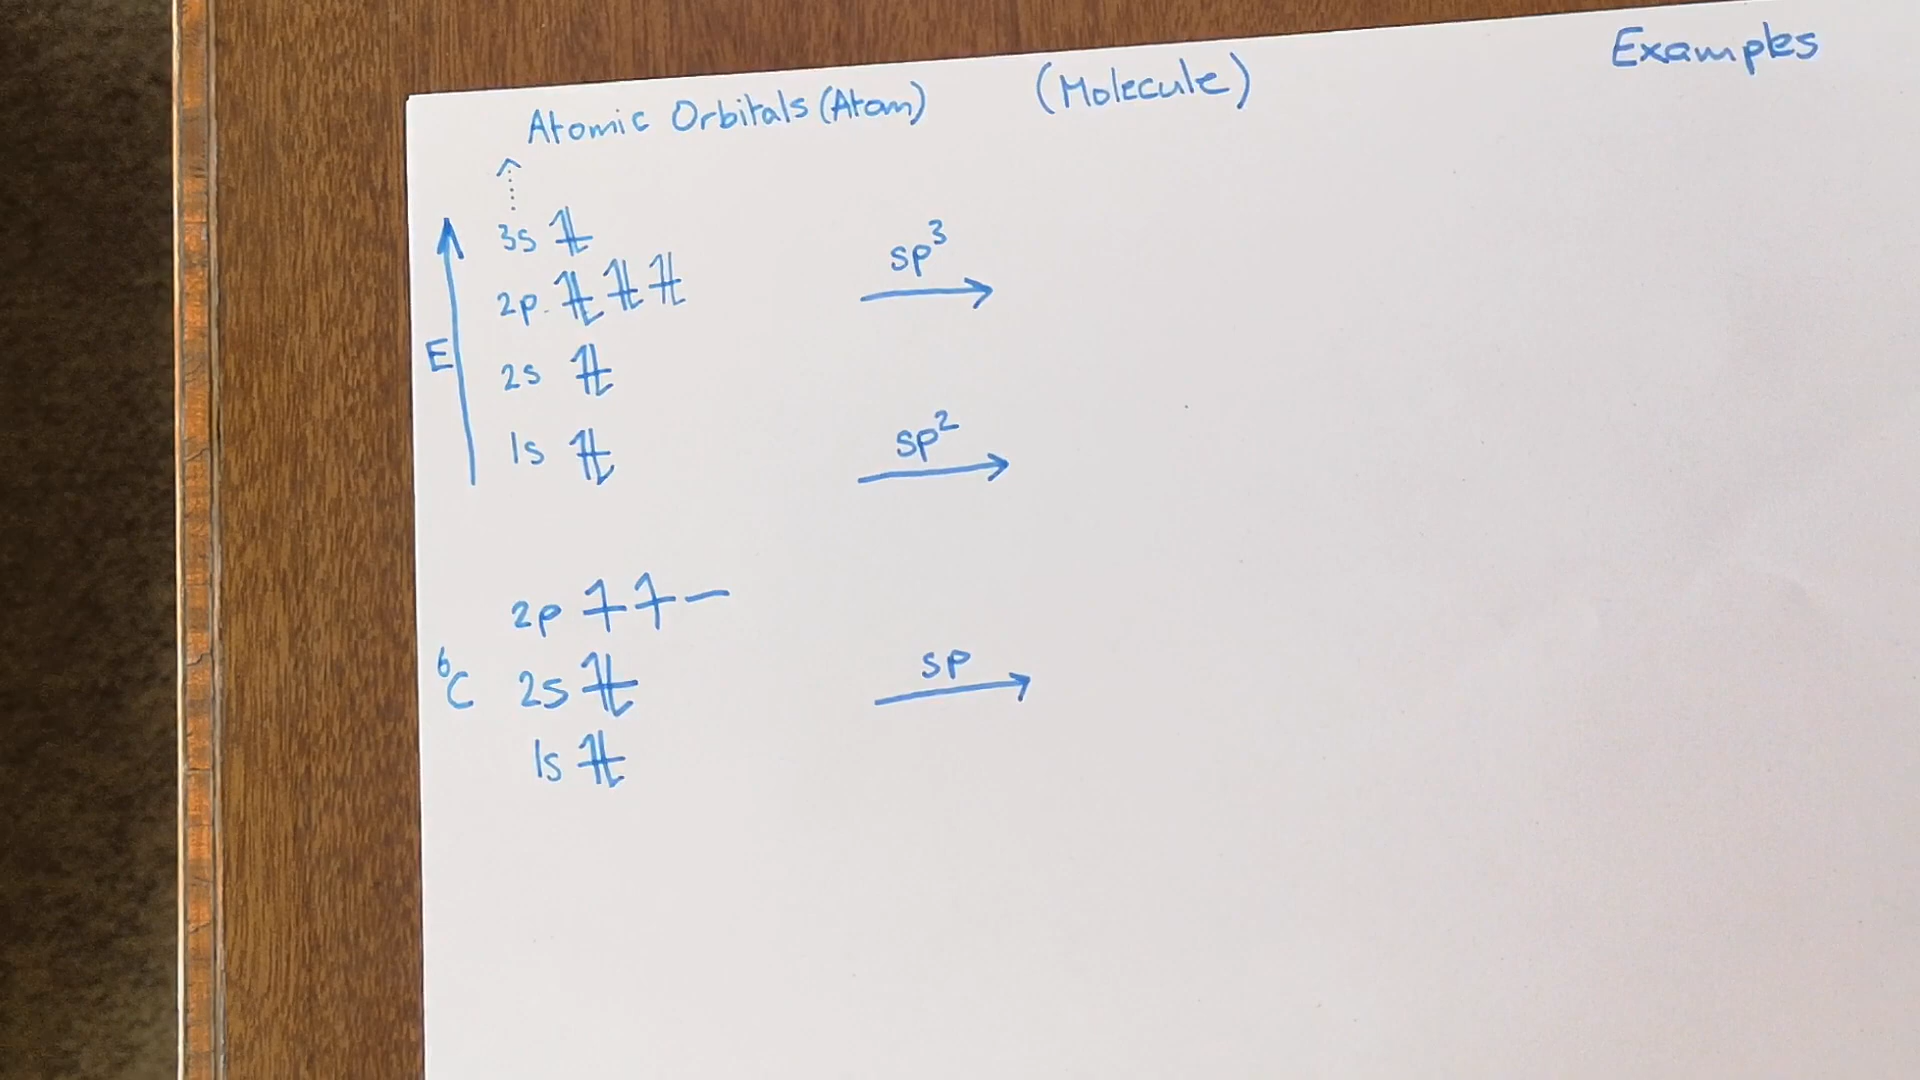 Atomic Orbitals (Atom) (Molecule) Examples
3s ⥮
2p ⥮ ⥮ ⥮
sp³
E
2s ⥮
1s ⥮
sp²
2p ↿ ↿ —
⁶C 2s ⥮
sp
1s ⥮